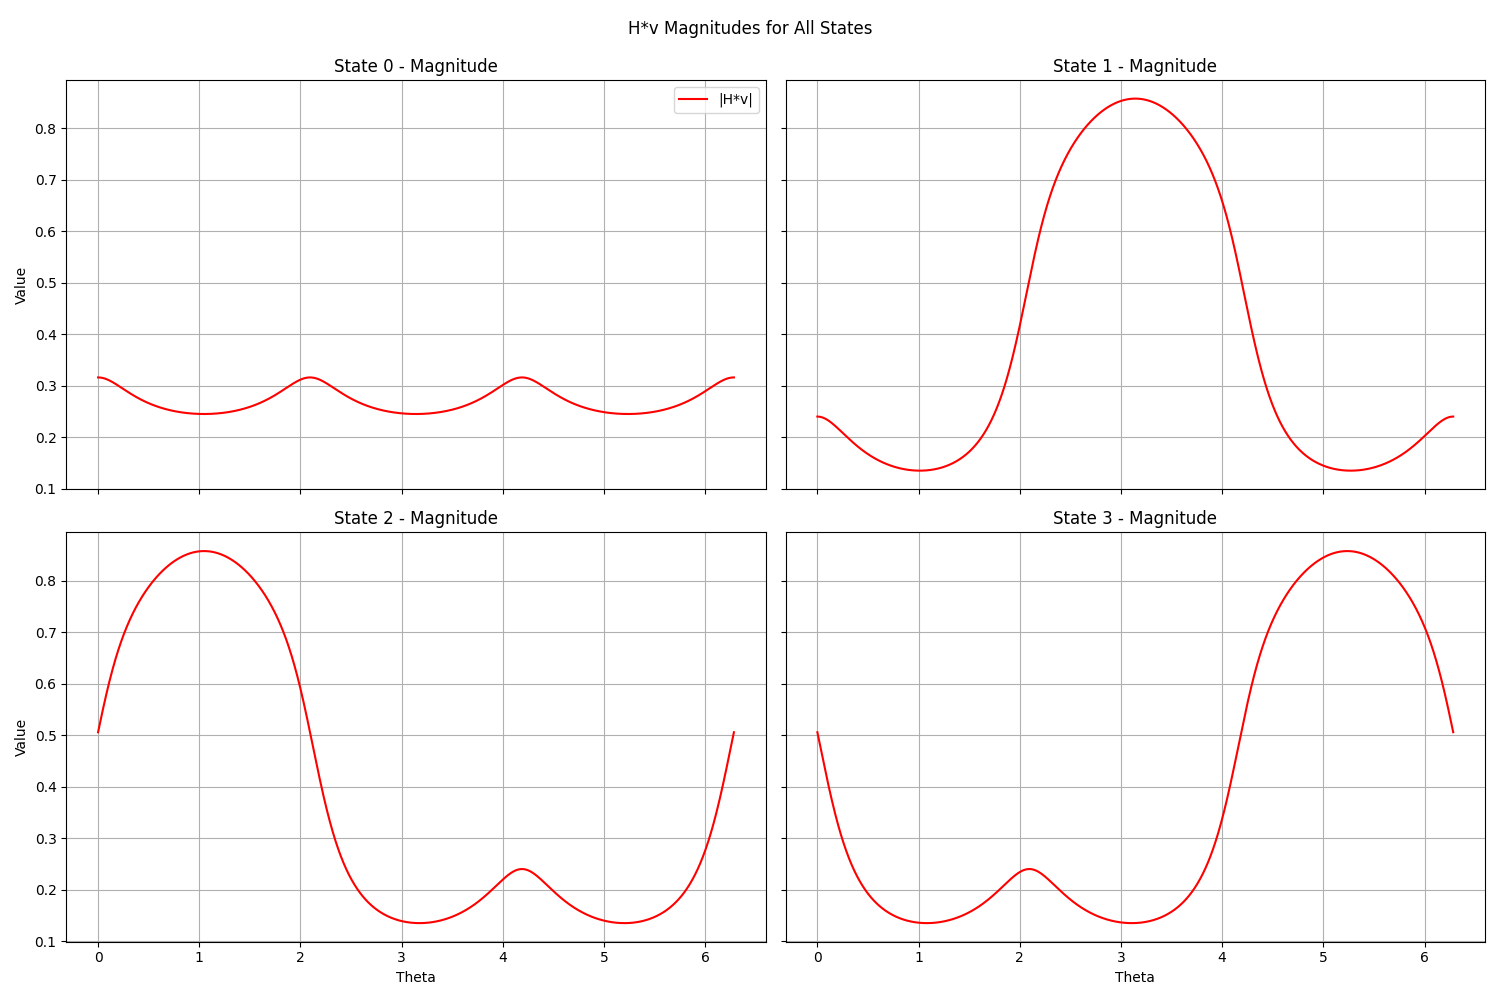 H*v Magnitudes for All States
State 0 - Magnitude
State 1 - Magnitude
|H*v|
Value
0.8
0.7
0.6
0.5
0.4
0.3
0.2
0.1
State 2 - Magnitude
State 3 - Magnitude
Value
0.8
0.7
0.6
0.5
0.4
0.3
0.2
0.1
0 1 2 3 4 5 6
0 1 2 3 4 5 6
Theta
Theta